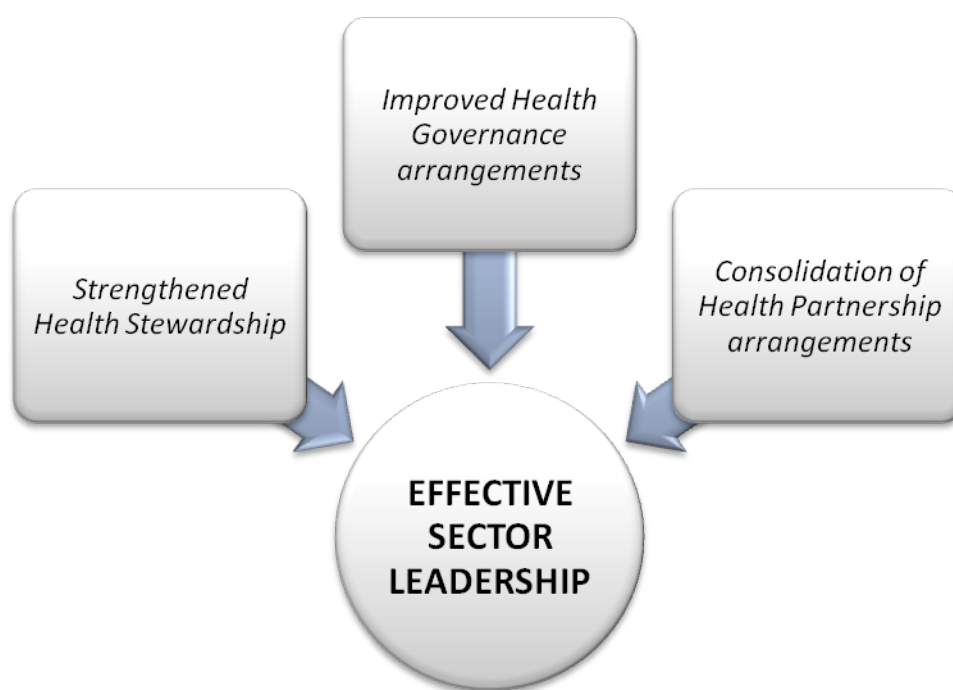 Improved Health
Governance
arrangements
Strengthened
Health Stewardship
Consolidation of
Health Partnership
arrangements
EFFECTIVE
SECTOR
LEADERSHIP